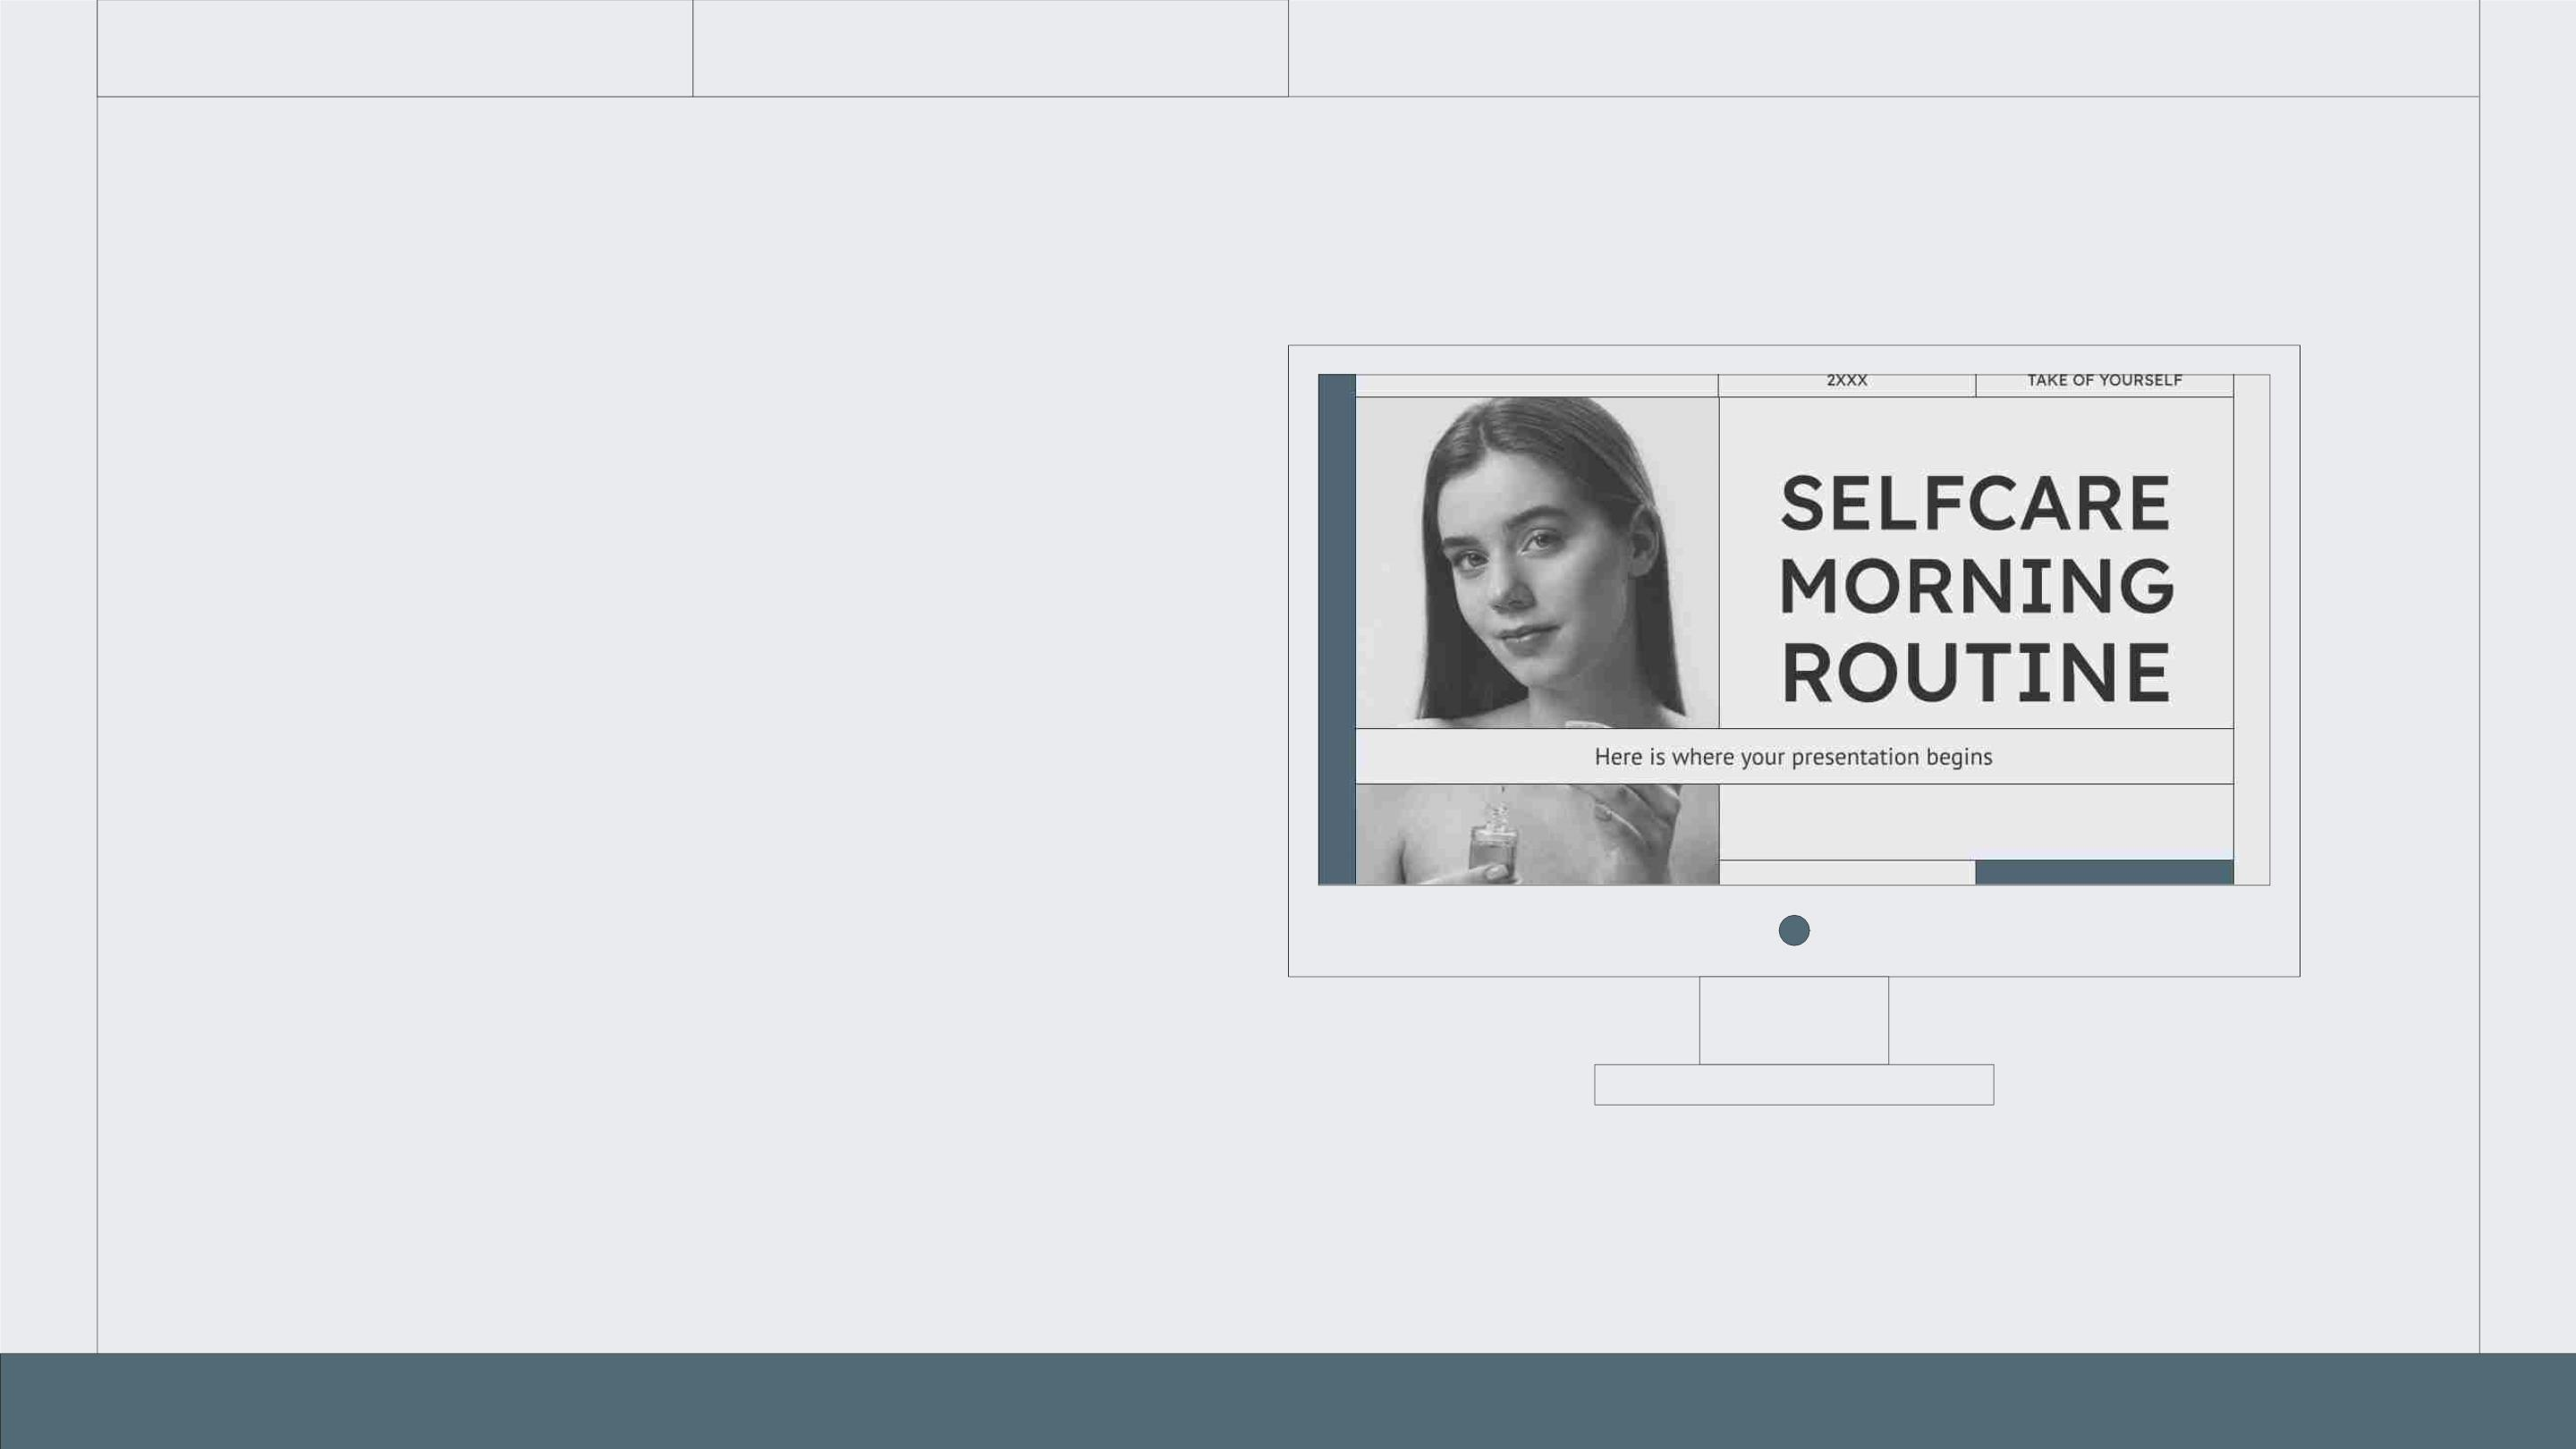 2XXX
TAKE OF YOURSELF
SELFCARE
MORNING
ROUTINE
Here is where your presentation begins